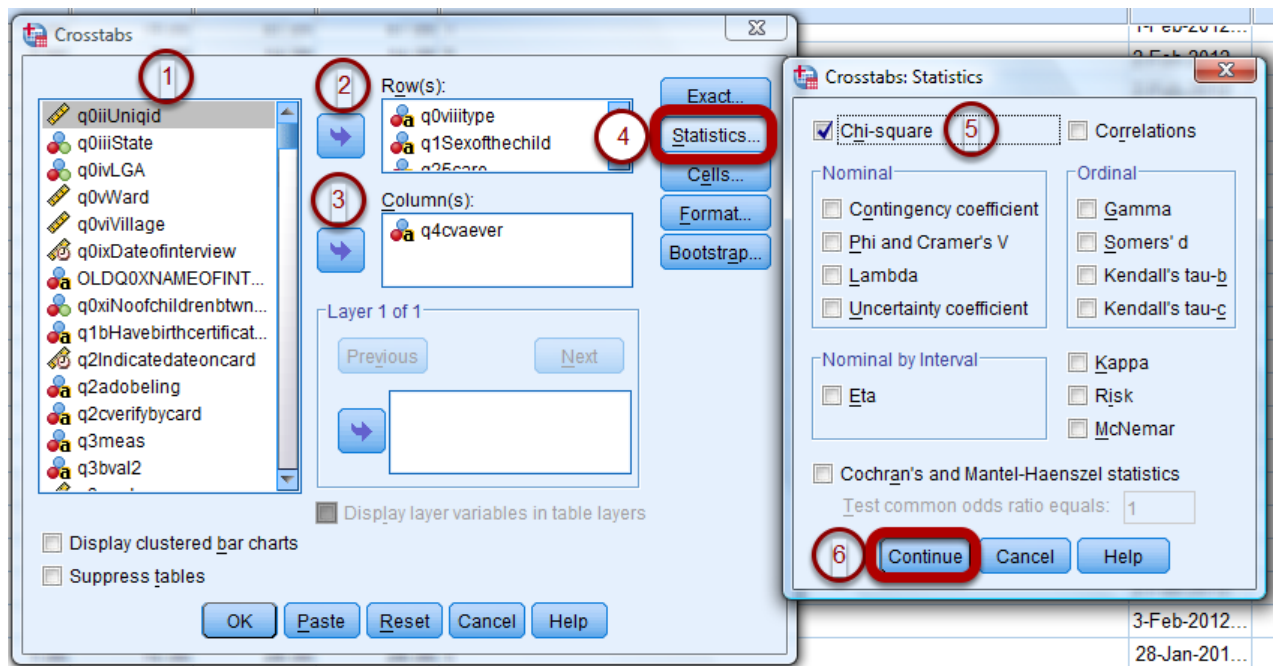 Crosstabs
1
q0iiUniqid
q0iiiState
q0ivLGA
q0vWard
q0viVillage
q0ixDateofinterview
OLDQ0XNAMEOFINT...
q0xiNoofchildrenbtwn...
q1bHavebirthcertificat...
q2Indicatedateoncard
q2adobeling
q2cverifybycard
q3meas
q3bval2
2
Row(s):
q0viiitype
q1Sexofthechild
q25care
3
Column(s):
q4cvaever
Layer 1 of 1
Previous
Next
Display layer variables in table layers
Display clustered bar charts
Suppress tables
OK
Paste
Reset
Cancel
Help
Exact...
4
Statistics...
Cells...
Format...
Bootstrap...
Crosstabs: Statistics
Chi-square
5
Correlations
Nominal
Contingency coefficient
Phi and Cramer's V
Lambda
Uncertainty coefficient
Ordinal
Gamma
Somers' d
Kendall's tau-b
Kendall's tau-c
Nominal by Interval
Eta
Kappa
Risk
McNemar
Cochran's and Mantel-Haenszel statistics
Test common odds ratio equals:
1
6
Continue
Cancel
Help
3-Feb-2012...
28-Jan-201...